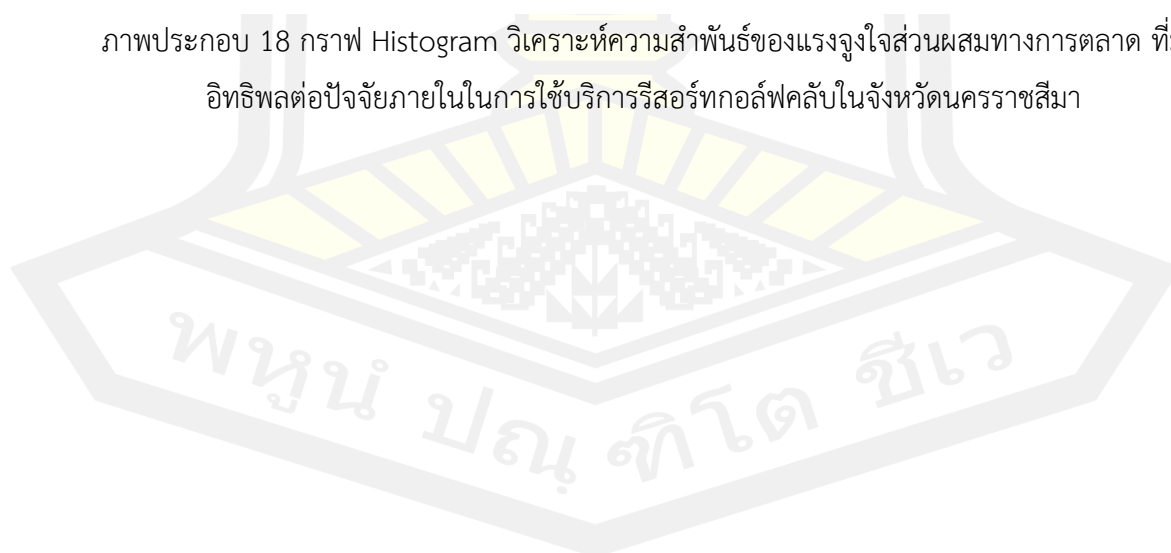 ภาพประกอบ 18 กราฟ Histogram วิเคราะห์ความสำพันธ์ของแรงจูงใจส่วนผสมทางการตลาด ที่
อิทธิพลต่อปัจจัยภายในในการใช้บริการรีสอร์ทกอล์ฟคลับในจังหวัดนครราชสีมา
พหูนํ ปณฺฑิโต ชีเว